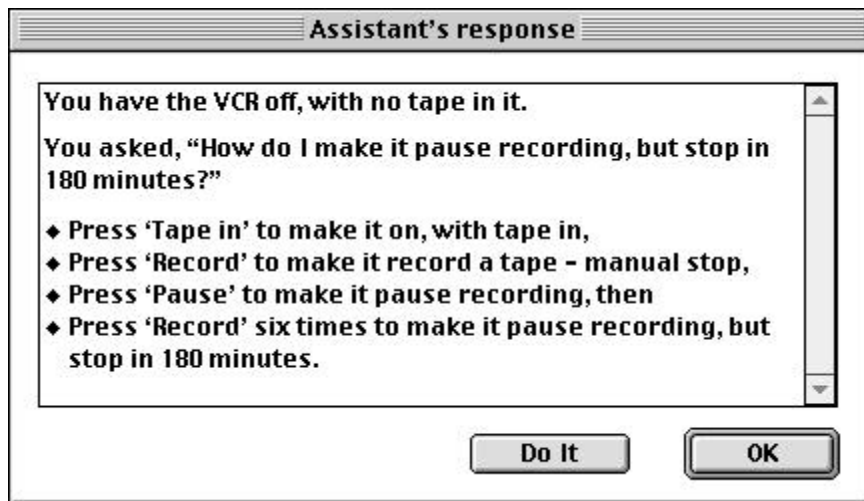 Assistant's response
You have the VCR off, with no tape in it.
You asked, “How do I make it pause recording, but stop in
180 minutes?”
♦ Press ‘Tape in’ to make it on, with tape in,
♦ Press ‘Record’ to make it record a tape – manual stop,
♦ Press ‘Pause’ to make it pause recording, then
♦ Press ‘Record’ six times to make it pause recording, but
stop in 180 minutes.
Do It
OK